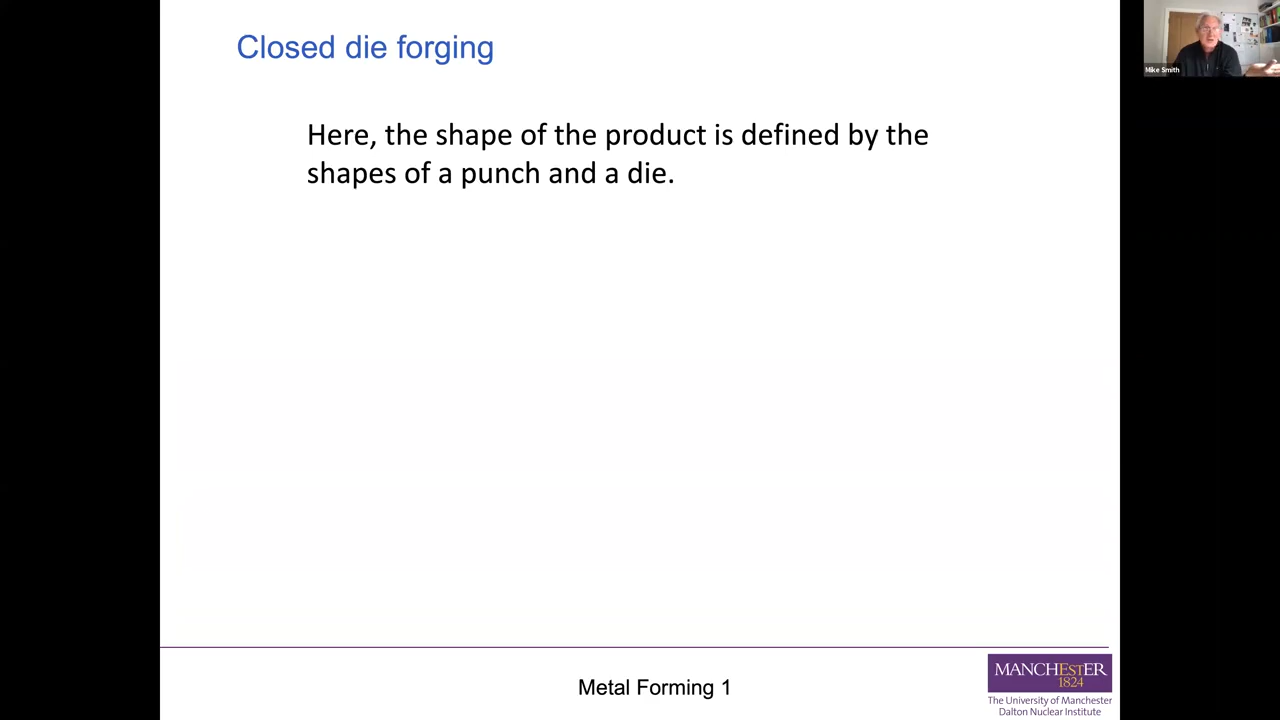 Closed die forging
Mike Smith
Here, the shape of the product is defined by the
shapes of a punch and a die.
Metal Forming 1
MANCHESTER
1824
The University of Manchester
Dalton Nuclear Institute